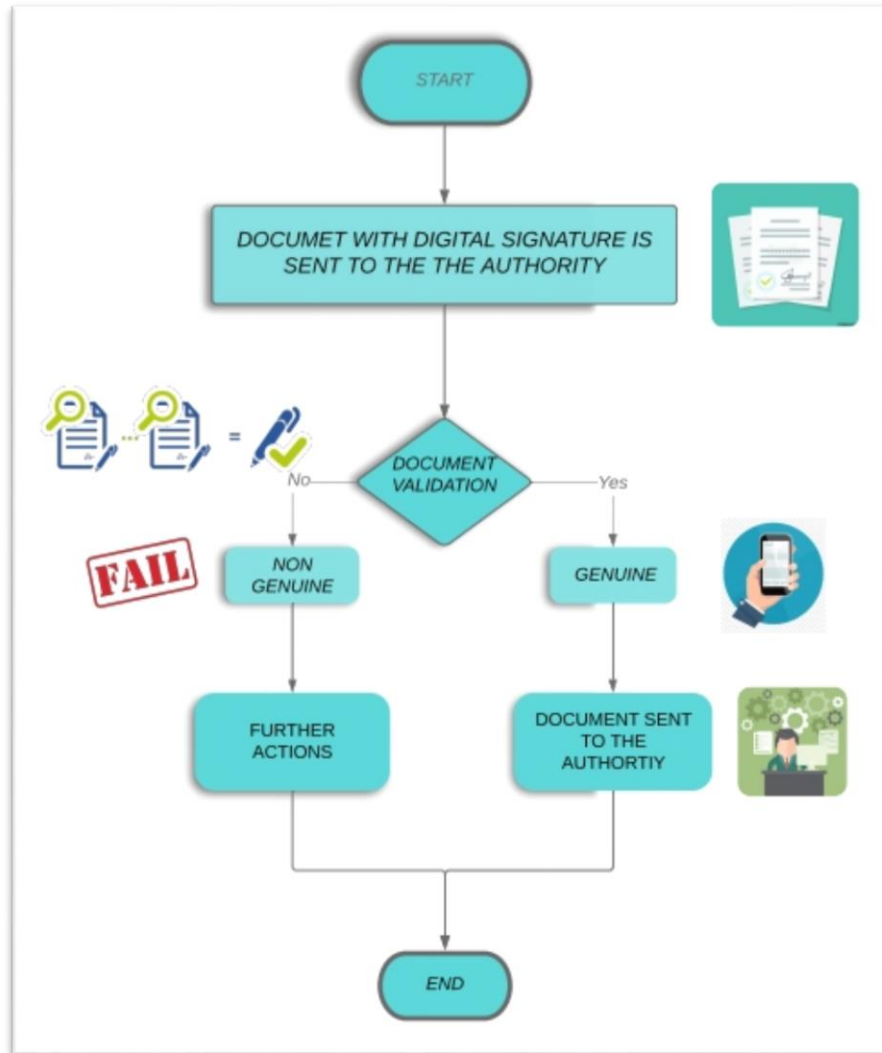 START
DOCUMET WITH DIGITAL SIGNATURE IS
SENT TO THE THE AUTHORITY
DOCUMENT
VALIDATION
No
Yes
FAIL
NON
GENUINE
GENUINE
FURTHER
ACTIONS
DOCUMENT SENT
TO THE
AUTHORTIY
END